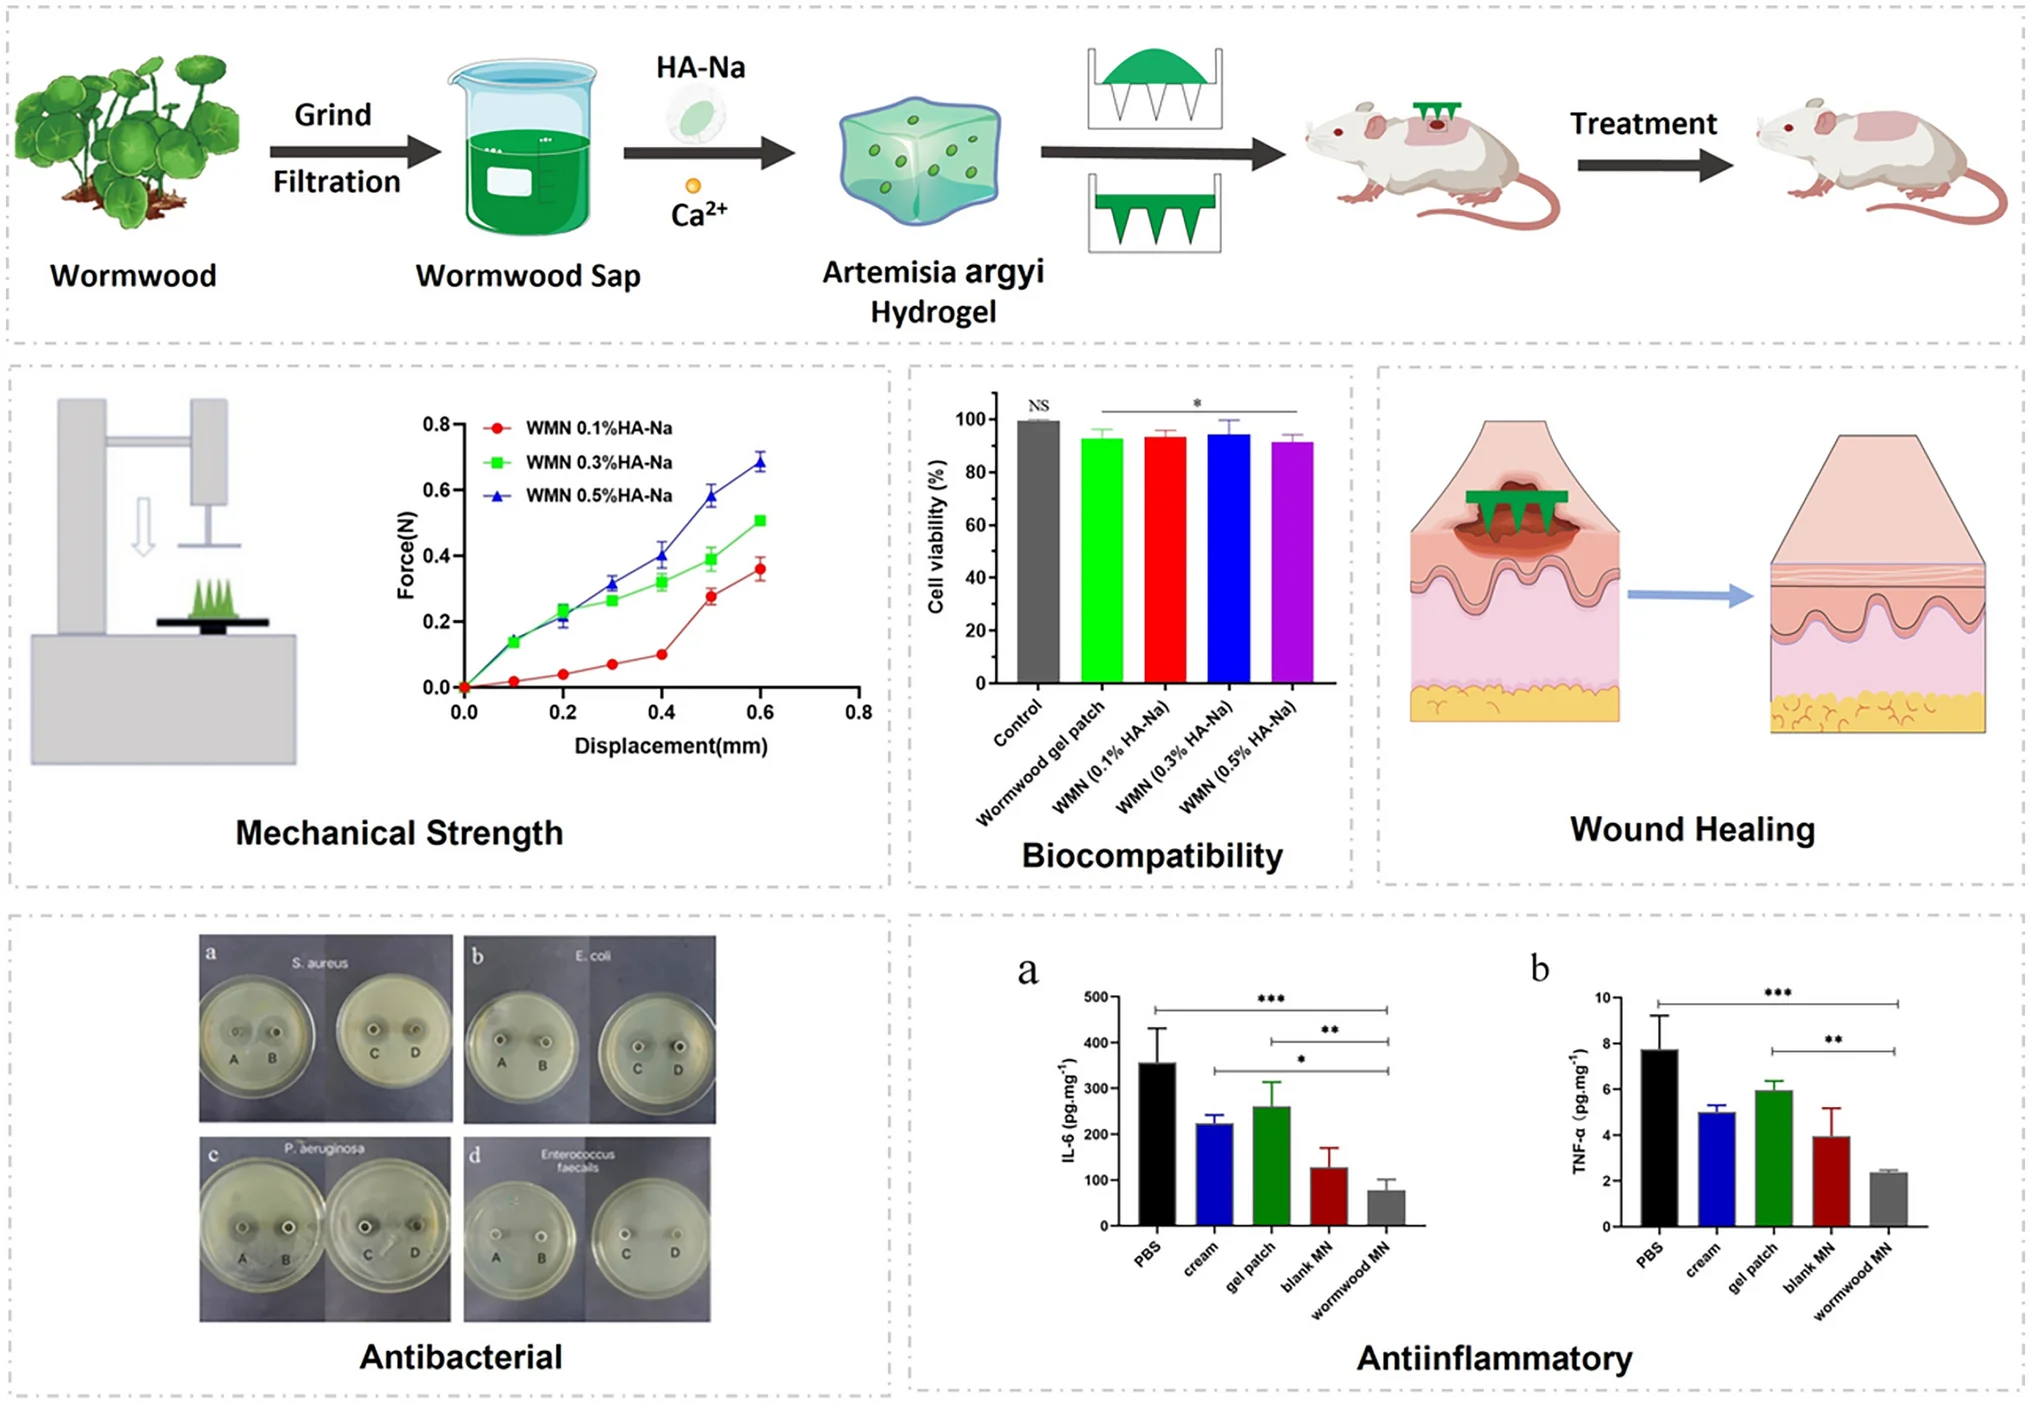 Wormwood
Grind
Filtration
Wormwood Sap
HA-Na
Ca²⁺
Artemisia argyi
Hydrogel
Treatment
WMN 0.1%HA-Na
WMN 0.3%HA-Na
WMN 0.5%HA-Na
Force(N)
0.8
0.6
0.4
0.2
0.0
0.0 0.2 0.4 0.6 0.8
Displacement(mm)
Mechanical Strength
NS
*
Cell viability (%)
100
80
60
40
20
0
Control
Wormwood gel patch
WMN (0.1% HA-Na)
WMN (0.3% HA-Na)
WMN (0.5% HA-Na)
Biocompatibility
Wound Healing
a
S. aureus
A B C D
b
E. coli
A B C D
c
P. aeruginosa
A B C D
d
Enterococcus
faecails
A B C D
Antibacterial
a
IL-6 (pg.mg⁻¹)
500
400
300
200
100
0
***
**
*
PBS
cream
gel patch
blank MN
wormwood MN
b
TNF-α (pg.mg⁻¹)
10
8
6
4
2
0
***
**
PBS
cream
gel patch
blank MN
wormwood MN
Antiinflammatory